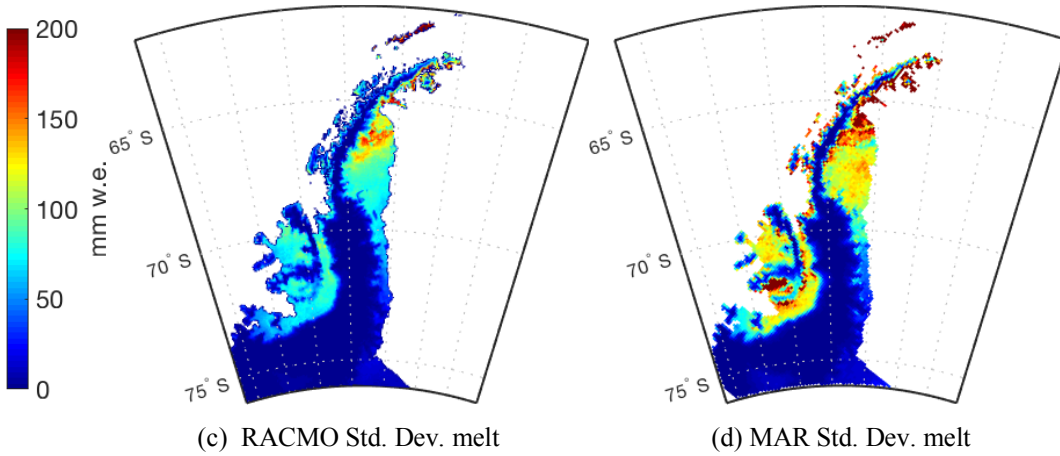 200
150
100
50
0
mm w.e.
65° S
70° S
75° S
65° S
70° S
75° S
(c) RACMO Std. Dev. melt
(d) MAR Std. Dev. melt